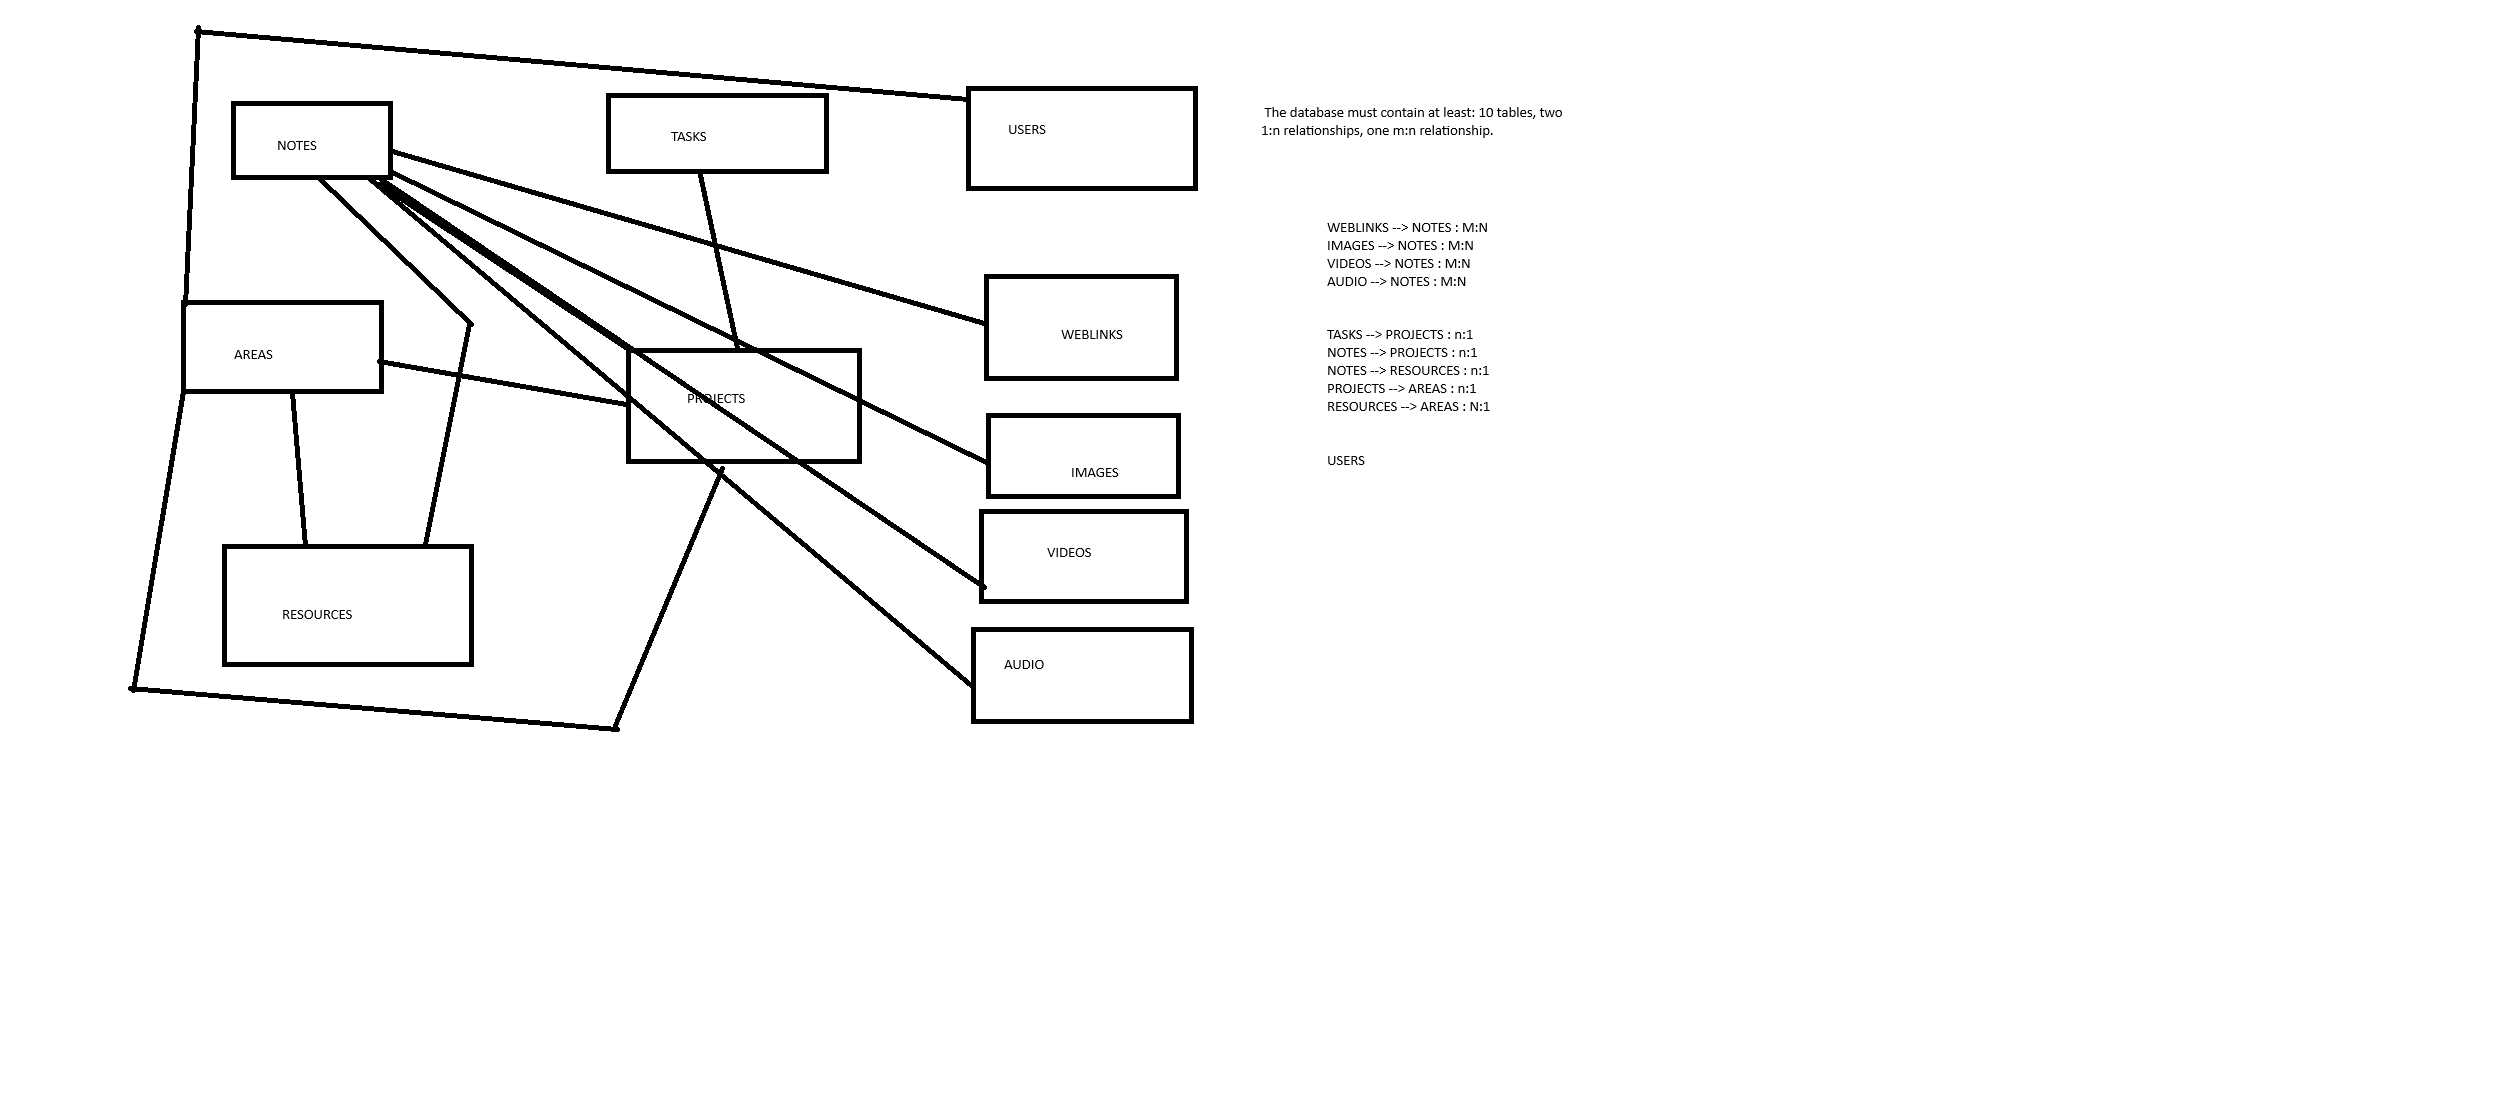 NOTES
TASKS
USERS
AREAS
PROJECTS
WEBLINKS
IMAGES
VIDEOS
RESOURCES
AUDIO
The database must contain at least: 10 tables, two
1:n relationships, one m:n relationship.
WEBLINKS --> NOTES : M:N
IMAGES --> NOTES : M:N
VIDEOS --> NOTES : M:N
AUDIO --> NOTES : M:N
TASKS --> PROJECTS : n:1
NOTES --> PROJECTS : n:1
NOTES --> RESOURCES : n:1
PROJECTS --> AREAS : n:1
RESOURCES --> AREAS : N:1
USERS